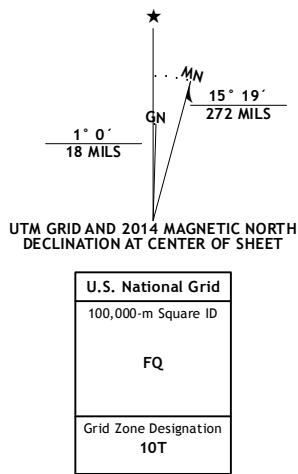 ★
MN
15° 19´
272 MILS
GN
1° 0´
18 MILS
UTM GRID AND 2014 MAGNETIC NORTH
DECLINATION AT CENTER OF SHEET
U.S. National Grid
100,000-m Square ID
FQ
Grid Zone Designation
10T